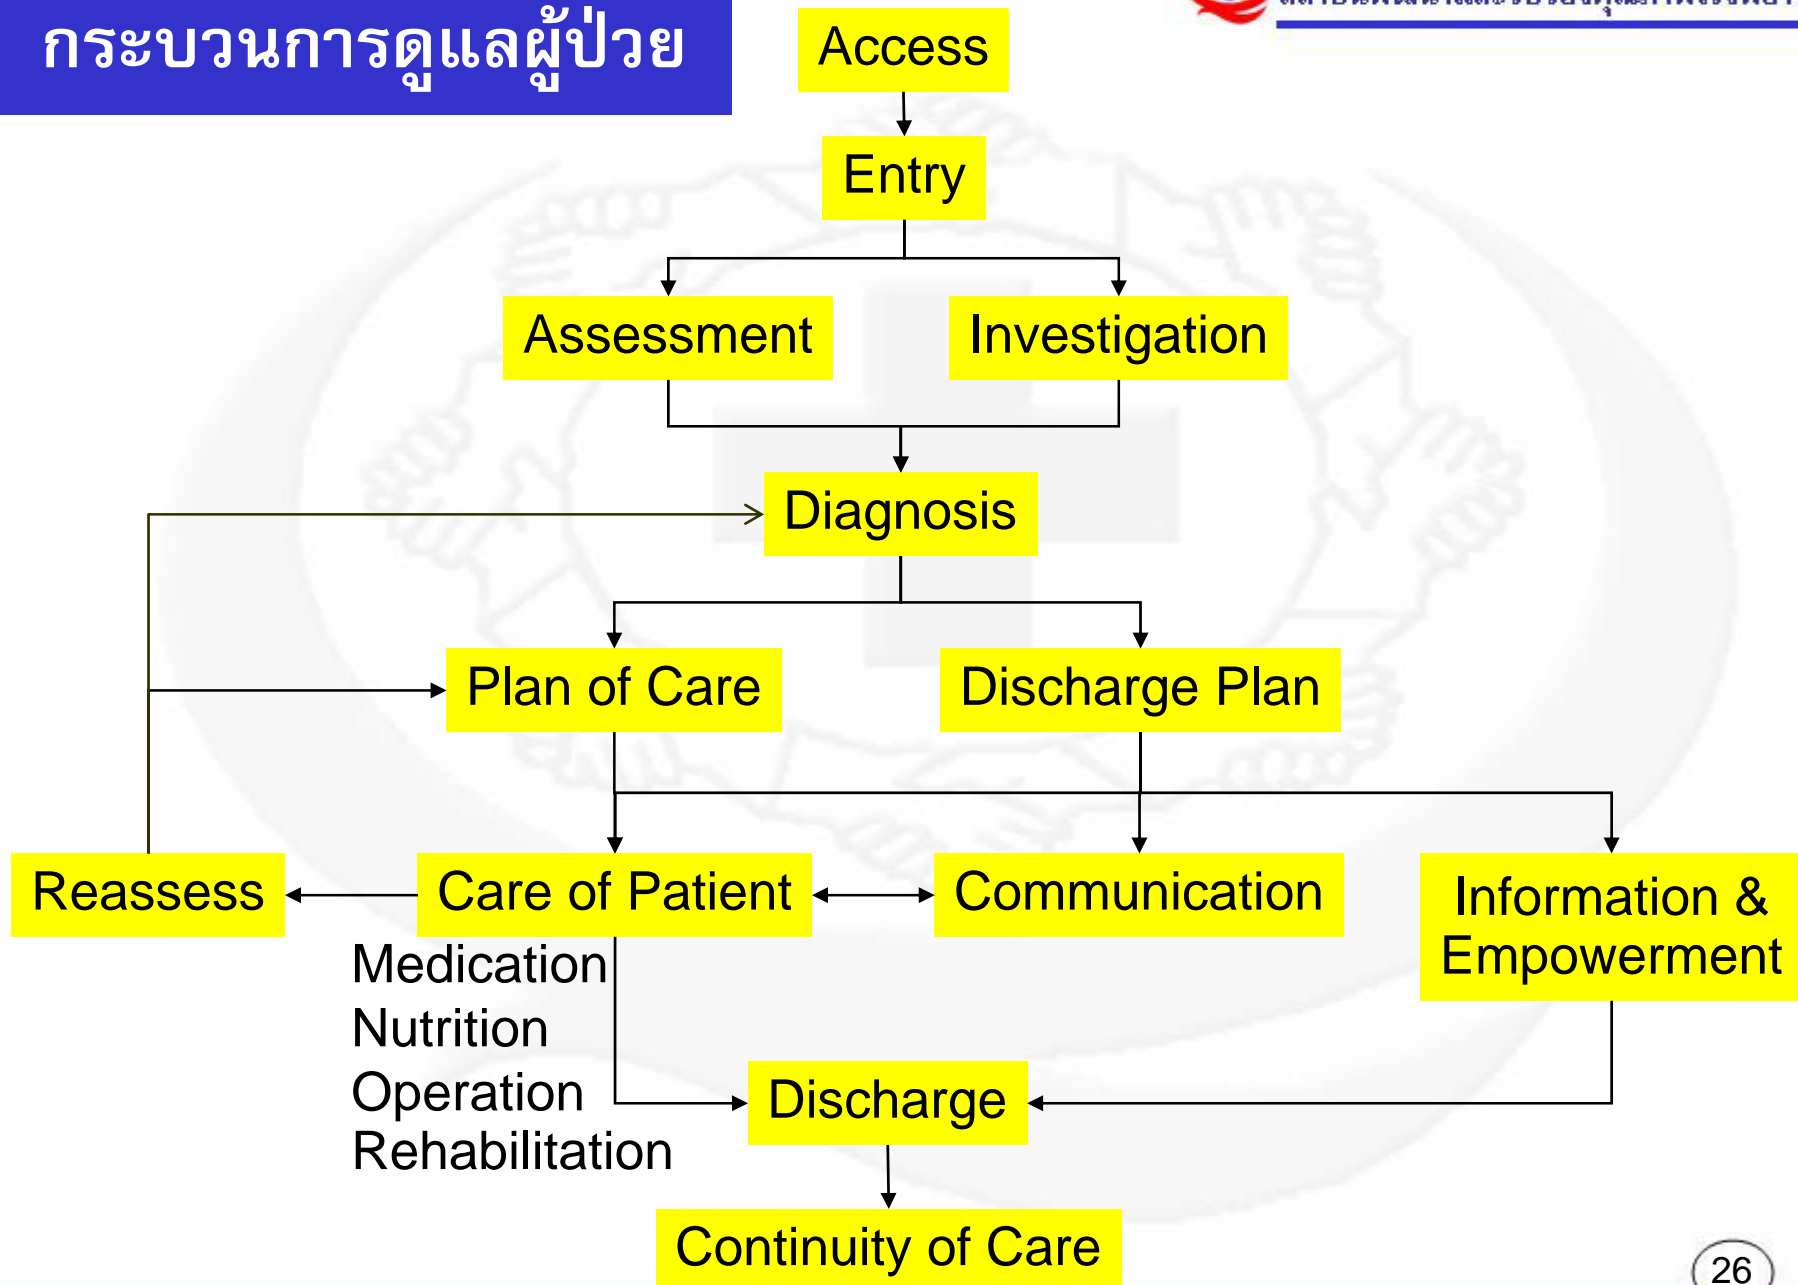 กระบวนการดูแลผู้ป่วย
Access
Entry
Assessment
Investigation
Diagnosis
Plan of Care
Discharge Plan
Reassess
Care of Patient
Communication
Information &
Empowerment
Medication
Nutrition
Operation
Rehabilitation
Discharge
Continuity of Care
26